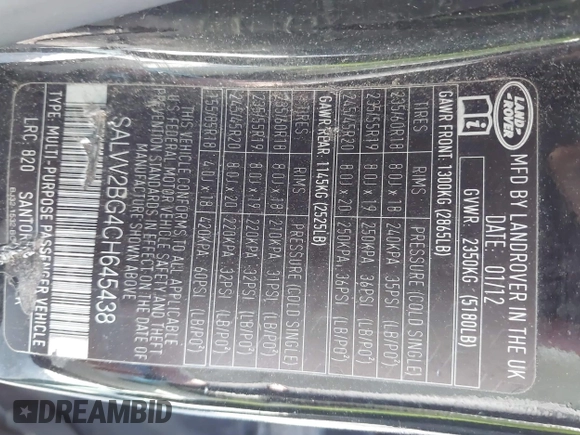 LAND
ROVER
MFD BY LANDROVER IN THE UK
DATE: 01/12
GVWR: 2350KG (5180LB)
GAWR FRONT: 1300KG (2865LB)
TIRES RIMS PRESSURE (COLD SINGLE)
235/60R18 8.0J x 18 240KPA, 35PSI (LB/PO²)
235/55R19 8.0J x 19 250KPA, 36PSI (LB/PO²)
245/45R20 8.0J x 20 250KPA, 36PSI (LB/PO²)
GAWR REAR: 1145KG (2525LB)
TIRES RIMS PRESSURE (COLD SINGLE)
235/60R18 8.0J x 18 210KPA, 31PSI (LB/PO²)
235/55R19 8.0J x 19 220KPA, 32PSI (LB/PO²)
245/45R20 8.0J x 20 220KPA, 32PSI (LB/PO²)
155/85R18 4.0J x 18 420KPA, 60PSI (LB/PO²)
THIS VEHICLE CONFORMS TO ALL APPLICABLE
U.S. FEDERAL MOTOR VEHICLE SAFETY AND THEFT
PREVENTION STANDARDS IN EFFECT ON THE DATE OF
MANUFACTURE SHOWN ABOVE
SALVV2BG4CH645438
TYPE: MULTI-PURPOSE PASSENGER VEHICLE
LRC: 820 SANTOR
DREAMBID